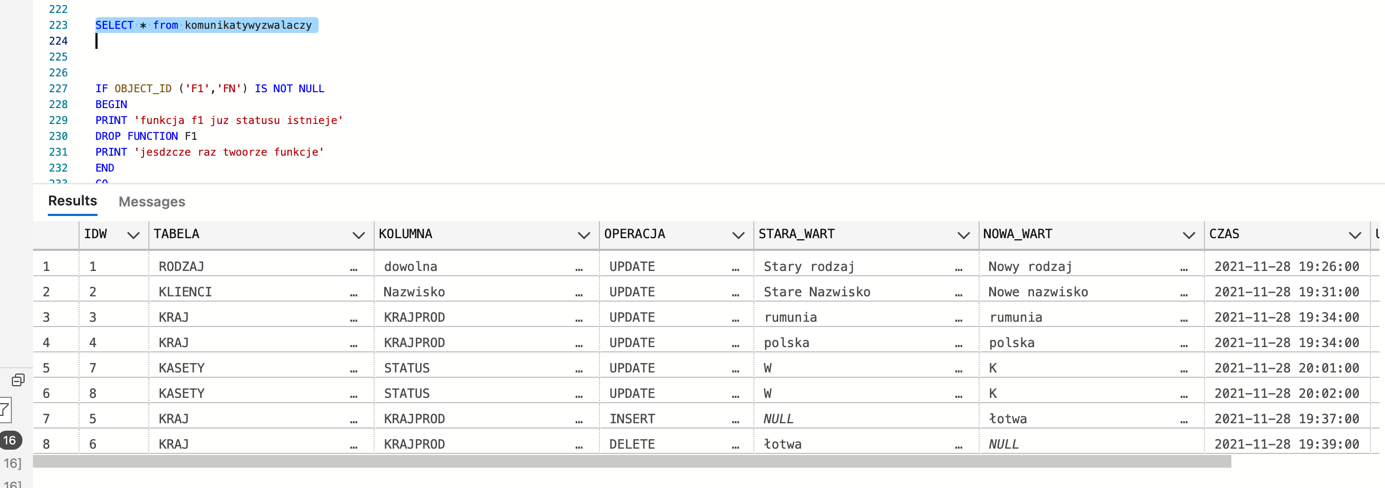 222
223 SELECT * from komunikatywyzwalaczy
224
225
226
227 IF OBJECT_ID ('F1','FN') IS NOT NULL
228 BEGIN
229 PRINT 'funkcja f1 juz statusu istnieje'
230 DROP FUNCTION F1
231 PRINT 'jesdzcze raz twoorze funkcje'
232 END
233 GO
Results Messages
IDW TABELA KOLUMNA OPERACJA STARA_WART NOWA_WART CZAS
1 1 RODZAJ … dowolna … UPDATE … Stary rodzaj … Nowy rodzaj … 2021-11-28 19:26:00
2 2 KLIENCI … Nazwisko … UPDATE … Stare Nazwisko … Nowe nazwisko … 2021-11-28 19:31:00
3 3 KRAJ … KRAJPROD … UPDATE … rumunia … rumunia … 2021-11-28 19:34:00
4 4 KRAJ … KRAJPROD … UPDATE … polska … polska … 2021-11-28 19:34:00
5 7 KASETY … STATUS … UPDATE … W … K … 2021-11-28 20:01:00
6 8 KASETY … STATUS … UPDATE … W … K … 2021-11-28 20:02:00
7 5 KRAJ … KRAJPROD … INSERT … NULL łotwa … 2021-11-28 19:37:00
8 6 KRAJ … KRAJPROD … DELETE … łotwa … NULL 2021-11-28 19:39:00
16
16]
16]